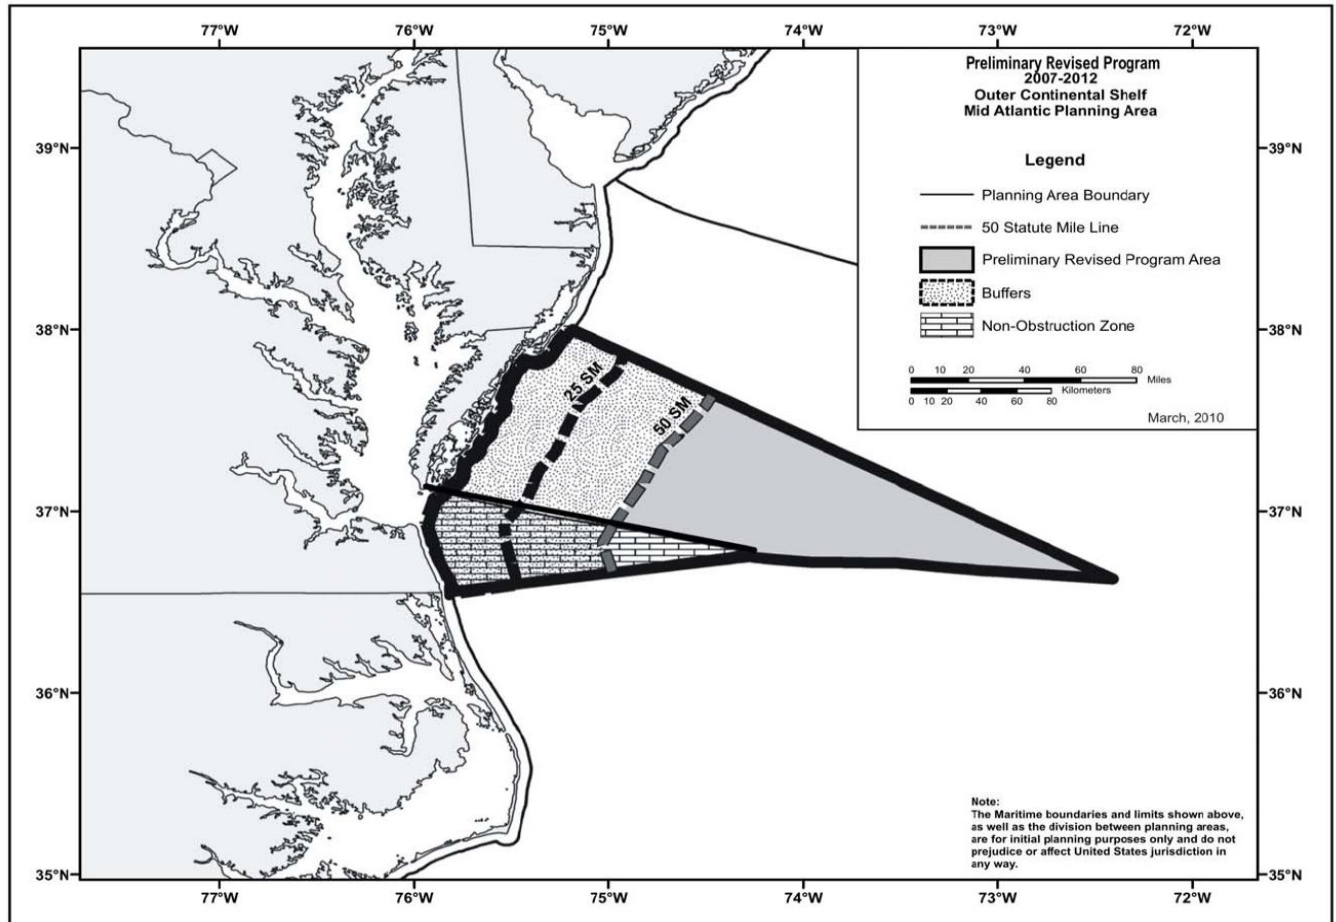 77°W 76°W 75°W 74°W 73°W 72°W
Preliminary Revised Program
2007-2012
Outer Continental Shelf
Mid Atlantic Planning Area
Legend
Planning Area Boundary
50 Statute Mile Line
Preliminary Revised Program Area
Buffers
Non-Obstruction Zone
0 10 20 40 60 80 Miles
Kilometers
0 10 20 40 60 80
March, 2010
39°N 39°N
38°N 38°N
25 SM
50 SM
37°N 37°N
36°N 36°N
Note:
The Maritime boundaries and limits shown above,
as well as the division between planning areas,
are for initial planning purposes only and do not
prejudice or affect United States jurisdiction in
any way.
35°N 35°N
77°W 76°W 75°W 74°W 73°W 72°W